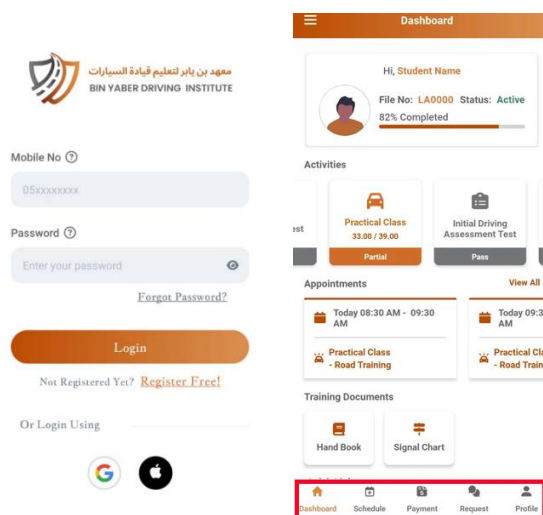 معهد بن يابر لتعليم قيادة السيارات
BIN YABER DRIVING INSTITUTE
Mobile No
05xxxxxxxx
Password
Enter your password
Forgot Password?
Login
Not Registered Yet? Register Free!
Or Login Using
G
Dashboard
Hi, Student Name
File No: LA0000 Status: Active
82% Completed
Activities
Practical Class
33.00 / 39.00
Partial
Initial Driving
Assessment Test
Pass
Appointments
View All
Today 08:30 AM - 09:30
AM
Practical Class
- Road Training
Today 09:3
AM
Practical Cla
- Road Train
Training Documents
Hand Book
Signal Chart
Dashboard
Schedule
Payment
Request
Profile